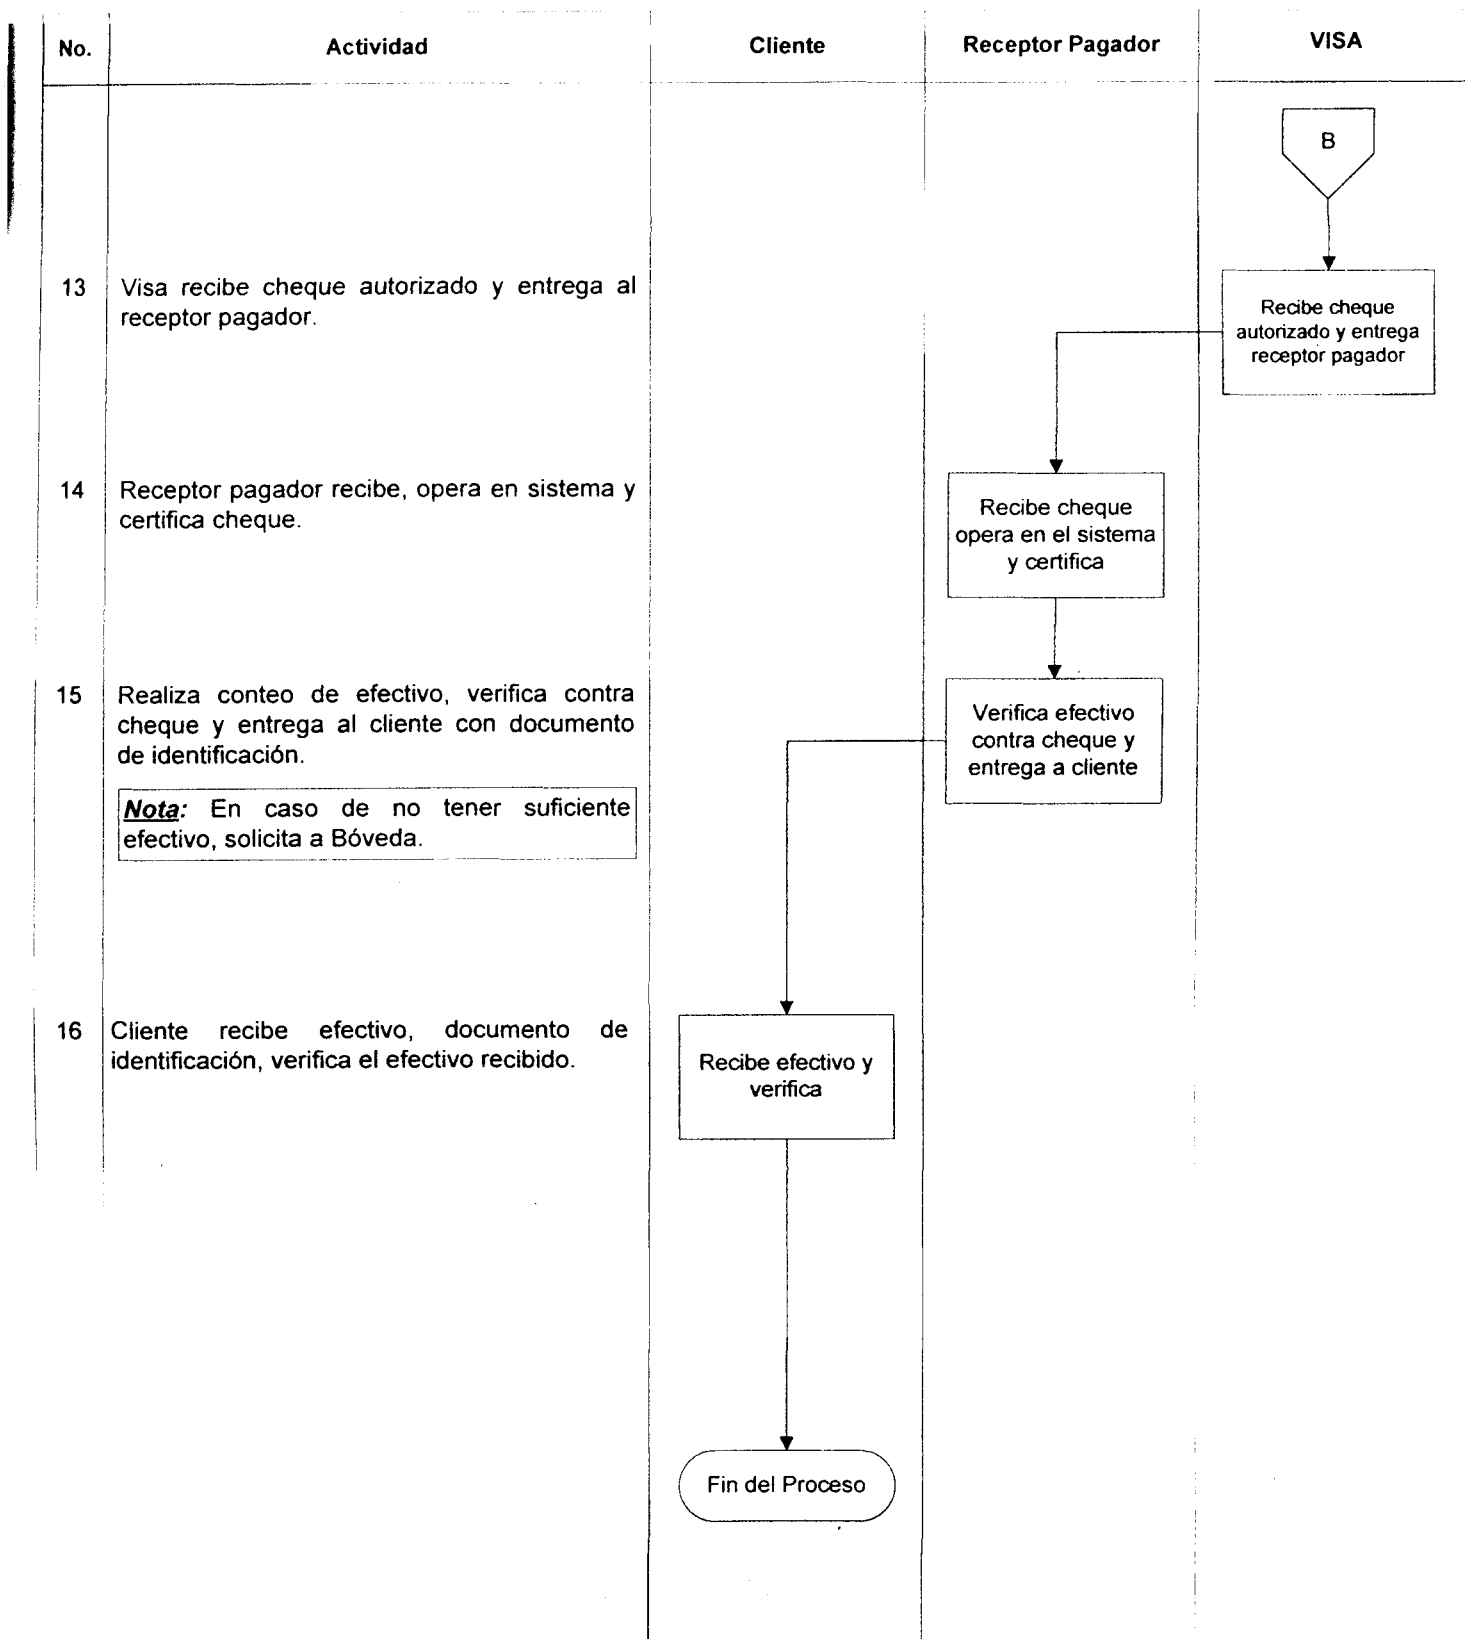 No. Actividad Cliente Receptor Pagador VISA
B
13 Visa recibe cheque autorizado y entrega al
receptor pagador.
Recibe cheque
autorizado y entrega
receptor pagador
14 Receptor pagador recibe, opera en sistema y
certifica cheque.
Recibe cheque
opera en el sistema
y certifica
15 Realiza conteo de efectivo, verifica contra
cheque y entrega al cliente con documento
de identificación.
Nota: En caso de no tener suficiente
efectivo, solicita a Bóveda.
Verifica efectivo
contra cheque y
entrega a cliente
16 Cliente recibe efectivo, documento de
identificación, verifica el efectivo recibido.
Recibe efectivo y
verifica
Fin del Proceso